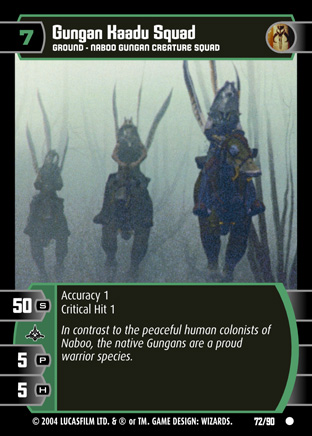 7 Gungan Kaadu Squad
GROUND - NABOO GUNGAN CREATURE SQUAD
50 S
Accuracy 1
Critical Hit 1
In contrast to the peaceful human colonists of
Naboo, the native Gungans are a proud
warrior species.
5 P
5 H
© 2004 LUCASFILM LTD. & ® or TM. GAME DESIGN: WIZARDS. 72/90